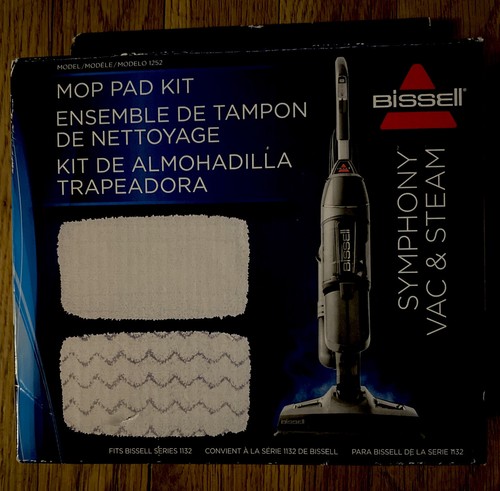 MODEL/MODÈLE/MODELO 1252
MOP PAD KIT
ENSEMBLE DE TAMPON
DE NETTOYAGE
KIT DE ALMOHADILLA
TRAPEADORA
BISSELL
SYMPHONY
VAC & STEAM
BISSELL
FITS BISSELL SERIES 1132
CONVIENT À LA SÉRIE 1132 DE BISSELL
PARA BISSELL DE LA SERIE 1132